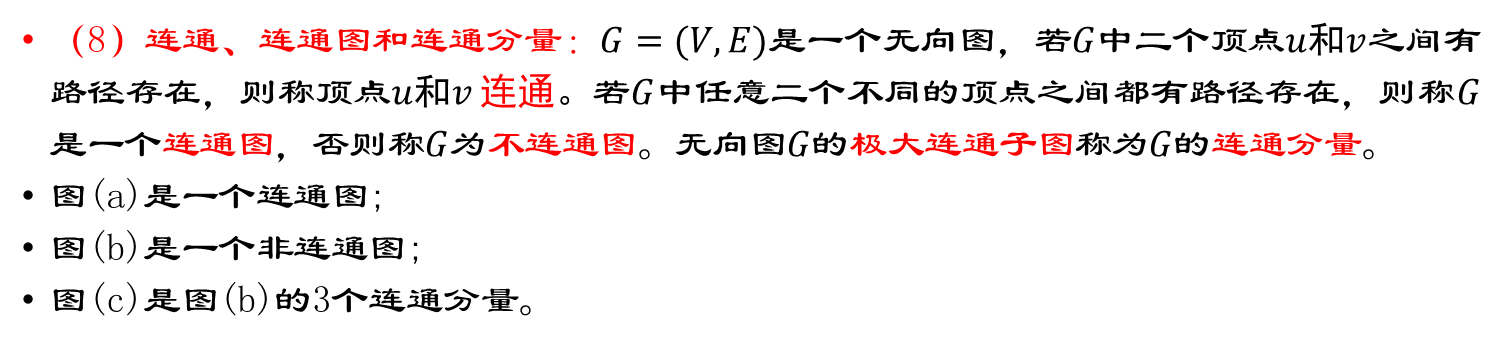 • （8）连通、连通图和连通分量：G = (V, E)是一个无向图，若G中二个顶点u和v之间有
路径存在，则称顶点u和v 连通。若G中任意二个不同的顶点之间都有路径存在，则称G
是一个连通图，否则称G为不连通图。无向图G的极大连通子图称为G的连通分量。
• 图(a)是一个连通图；
• 图(b)是一个非连通图；
• 图(c)是图(b)的3个连通分量。